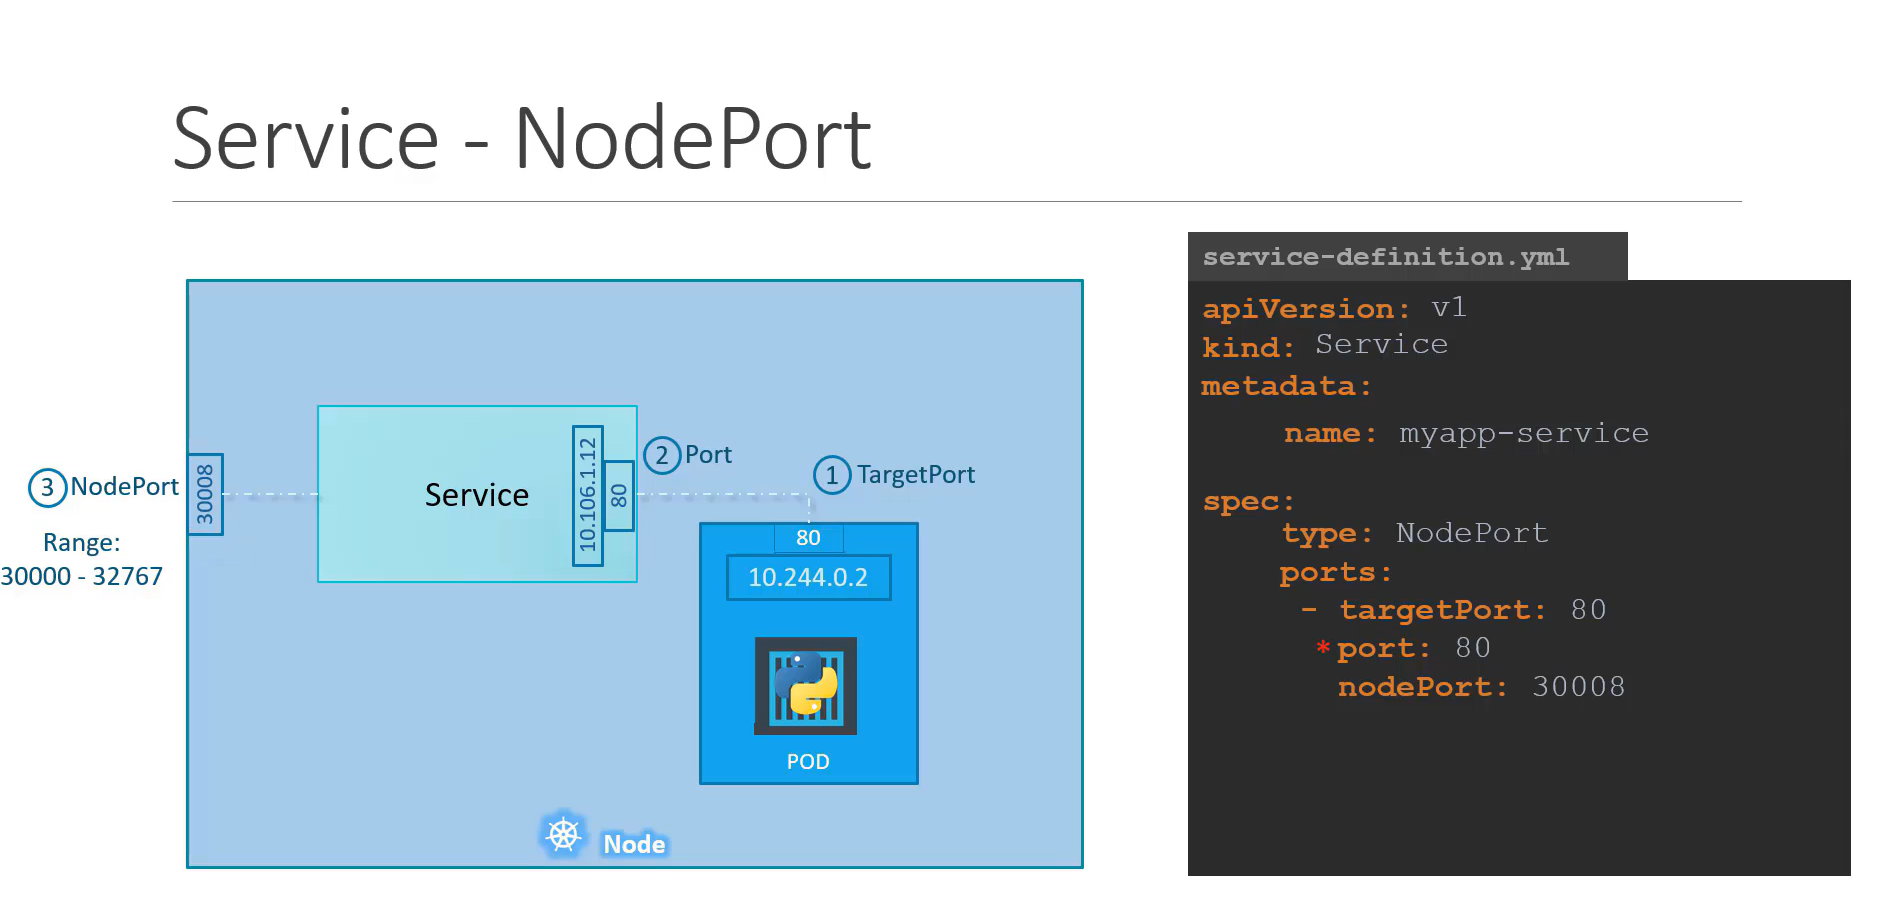 Service - NodePort
3 NodePort
Range:
30000 - 32767
30008
Service
10.106.1.12
80
2 Port
1 TargetPort
80
10.244.0.2
POD
Node
service-definition.yml
apiVersion: v1
kind: Service
metadata:
name: myapp-service
spec:
type: NodePort
ports:
- targetPort: 80
* port: 80
nodePort: 30008